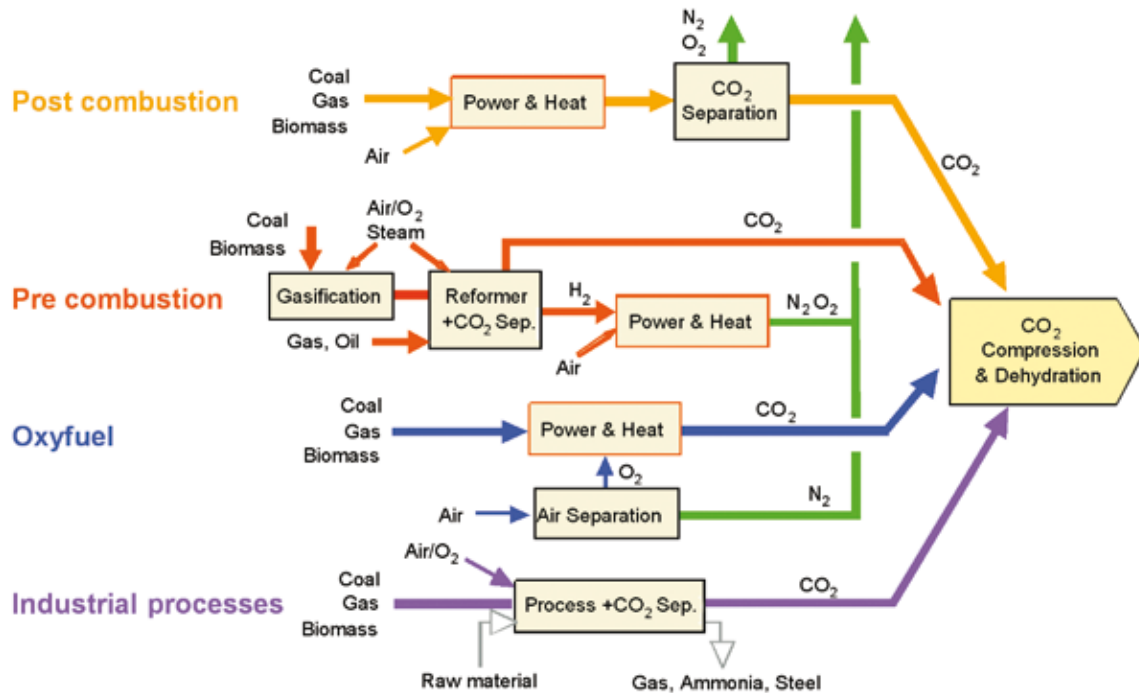 N₂
O₂
Coal
Gas
Biomass
Post combustion
Power & Heat
CO₂
Separation
Air
CO₂
Coal
Biomass
Air/O₂
Steam
CO₂
Pre combustion
Gasification
Reformer
+CO₂ Sep.
H₂
Power & Heat
N₂O₂
Gas, Oil
Air
CO₂
Compression
& Dehydration
Coal
Gas
Biomass
Oxyfuel
Power & Heat
CO₂
O₂
Air
Air Separation
N₂
Air/O₂
Coal
Gas
Biomass
Industrial processes
Process +CO₂ Sep.
CO₂
Raw material
Gas, Ammonia, Steel